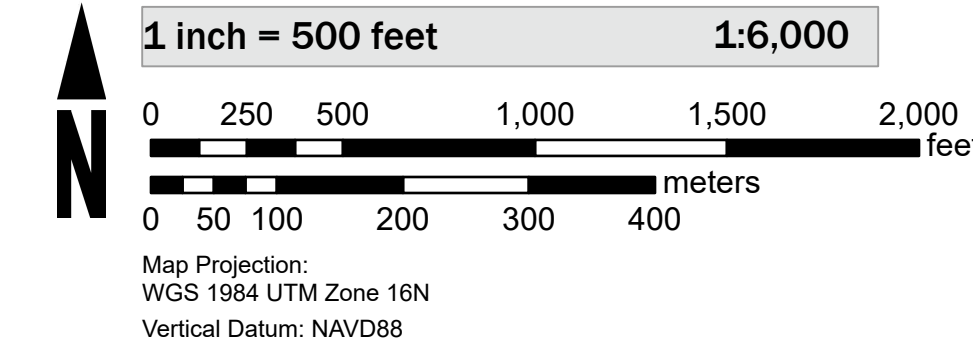 1 inch = 500 feet 1:6,000
0 250 500 1,000 1,500 2,000
feet
meters
0 50 100 200 300 400
N
Map Projection:
WGS 1984 UTM Zone 16N
Vertical Datum: NAVD88